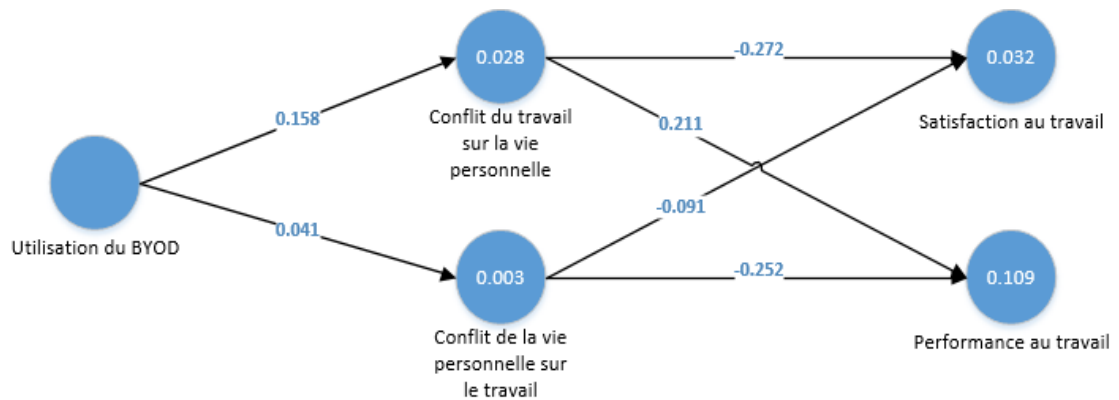 0.028
-0.272
0.032
0.158
Conflit du travail
sur la vie
personnelle
0.211
Satisfaction au travail
Utilisation du BYOD
0.041
-0.091
0.003
-0.252
0.109
Conflit de la vie
personnelle sur
le travail
Performance au travail